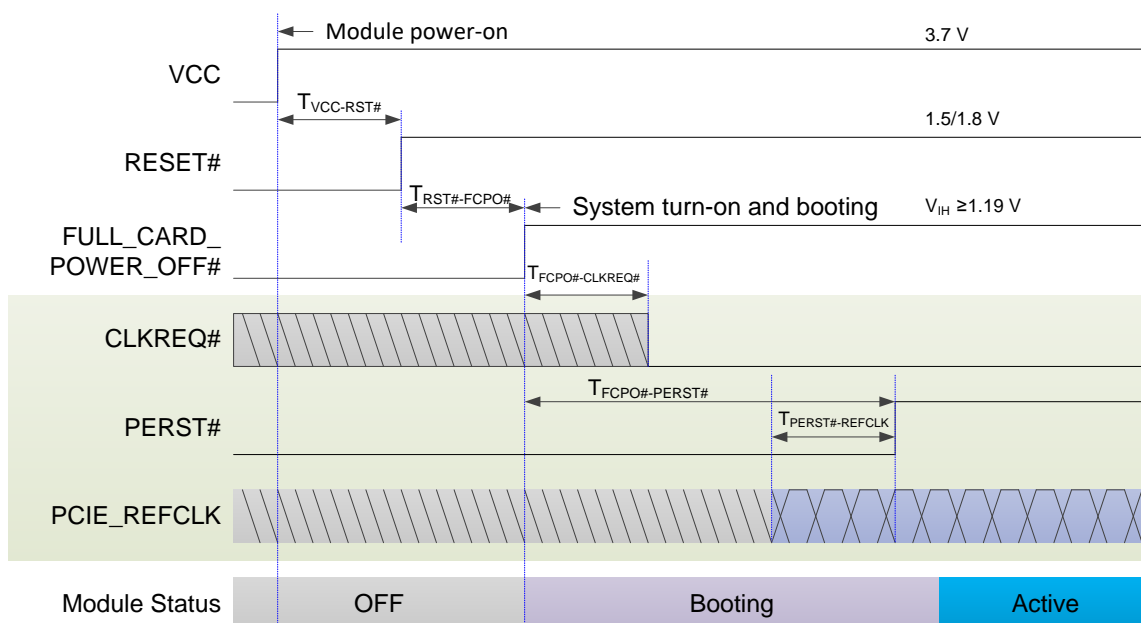 Module power-on
3.7 V
VCC
TVCC-RST#
1.5/1.8 V
RESET#
TRST#-FCPO#
System turn-on and booting
VIH ≥1.19 V
FULL_CARD_
POWER_OFF#
TFCPO#-CLKREQ#
CLKREQ#
TFCPO#-PERST#
PERST#
TPERST#-REFCLK
PCIE_REFCLK
Module Status
OFF
Booting
Active